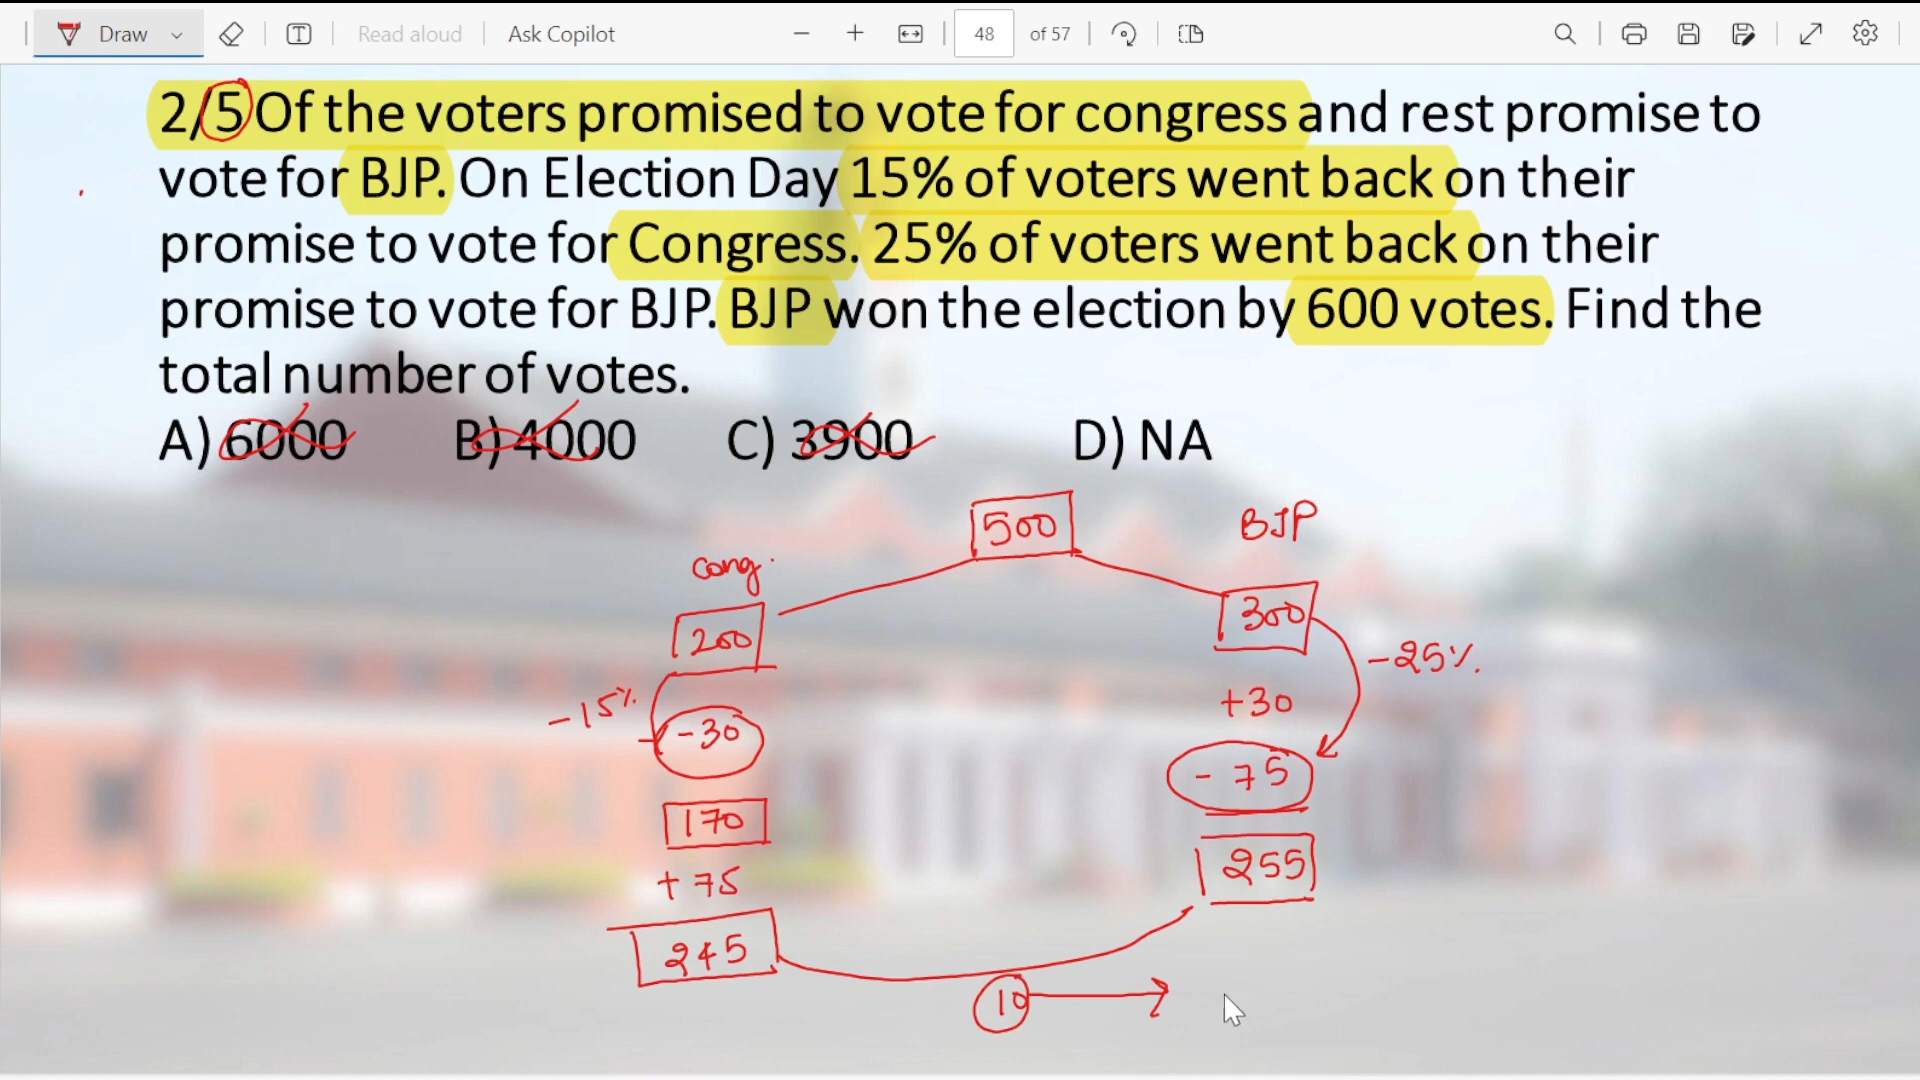 Draw
Read aloud
Ask Copilot
48 of 57
2/5 Of the voters promised to vote for congress and rest promise to
vote for BJP. On Election Day 15% of voters went back on their
promise to vote for Congress. 25% of voters went back on their
promise to vote for BJP. BJP won the election by 600 votes. Find the
total number of votes.
A) 6000 B) 4000 C) 3900 D) NA
500
BJP
cong.
200
300
-15%
-25%
-30
+30
-75
170
255
+75
245
10